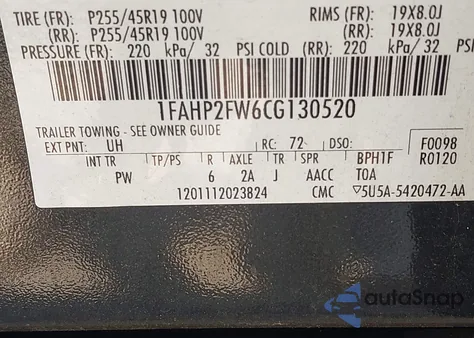 TIRE (FR): P255/45R19 100V RIMS (FR): 19X8.0J
(RR): P255/45R19 100V (RR): 19X8.0J
PRESSURE (FR): 220 kPa/ 32 PSI COLD (RR): 220 kPa/ 32 PSI
1FAHP2FW6CG130520
TRAILER TOWING - SEE OWNER GUIDE
EXT PNT: UH RC: 72 DSO: F0098
INT TR TP/PS R AXLE TR SPR BPH1F R0120
PW 6 2A J AACC TOA
1201112023824 CMC ▽5U5A-5420472-AA
autoSnap